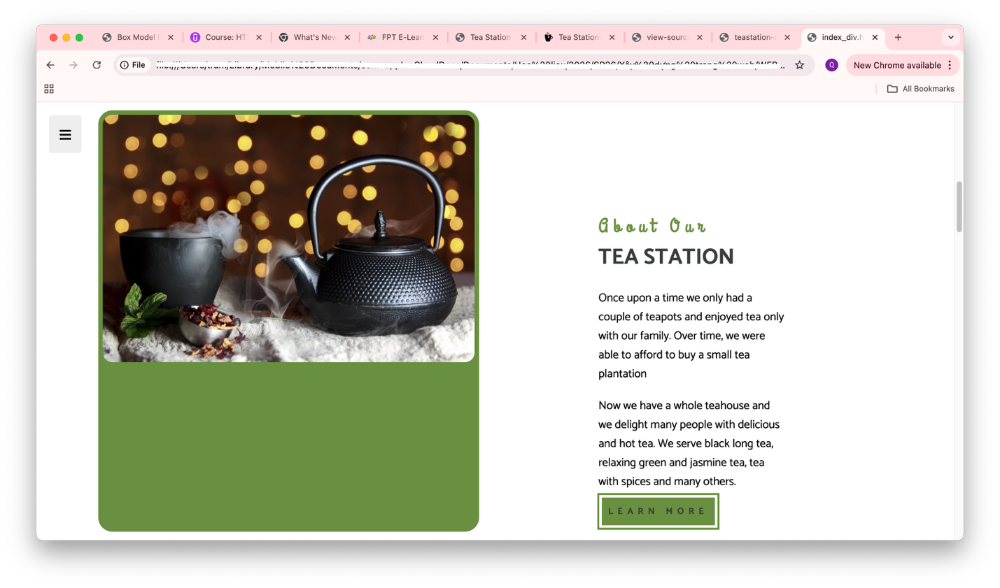 Box Model
Course: HT
What's New
FPT E-Lear
Tea Station
Tea Station
view-sourc
teastation-
index_div.h
File
New Chrome available
All Bookmarks
About Our
TEA STATION
Once upon a time we only had a
couple of teapots and enjoyed tea only
with our family. Over time, we were
able to afford to buy a small tea
plantation
Now we have a whole teahouse and
we delight many people with delicious
and hot tea. We serve black long tea,
relaxing green and jasmine tea, tea
with spices and many others.
LEARN MORE